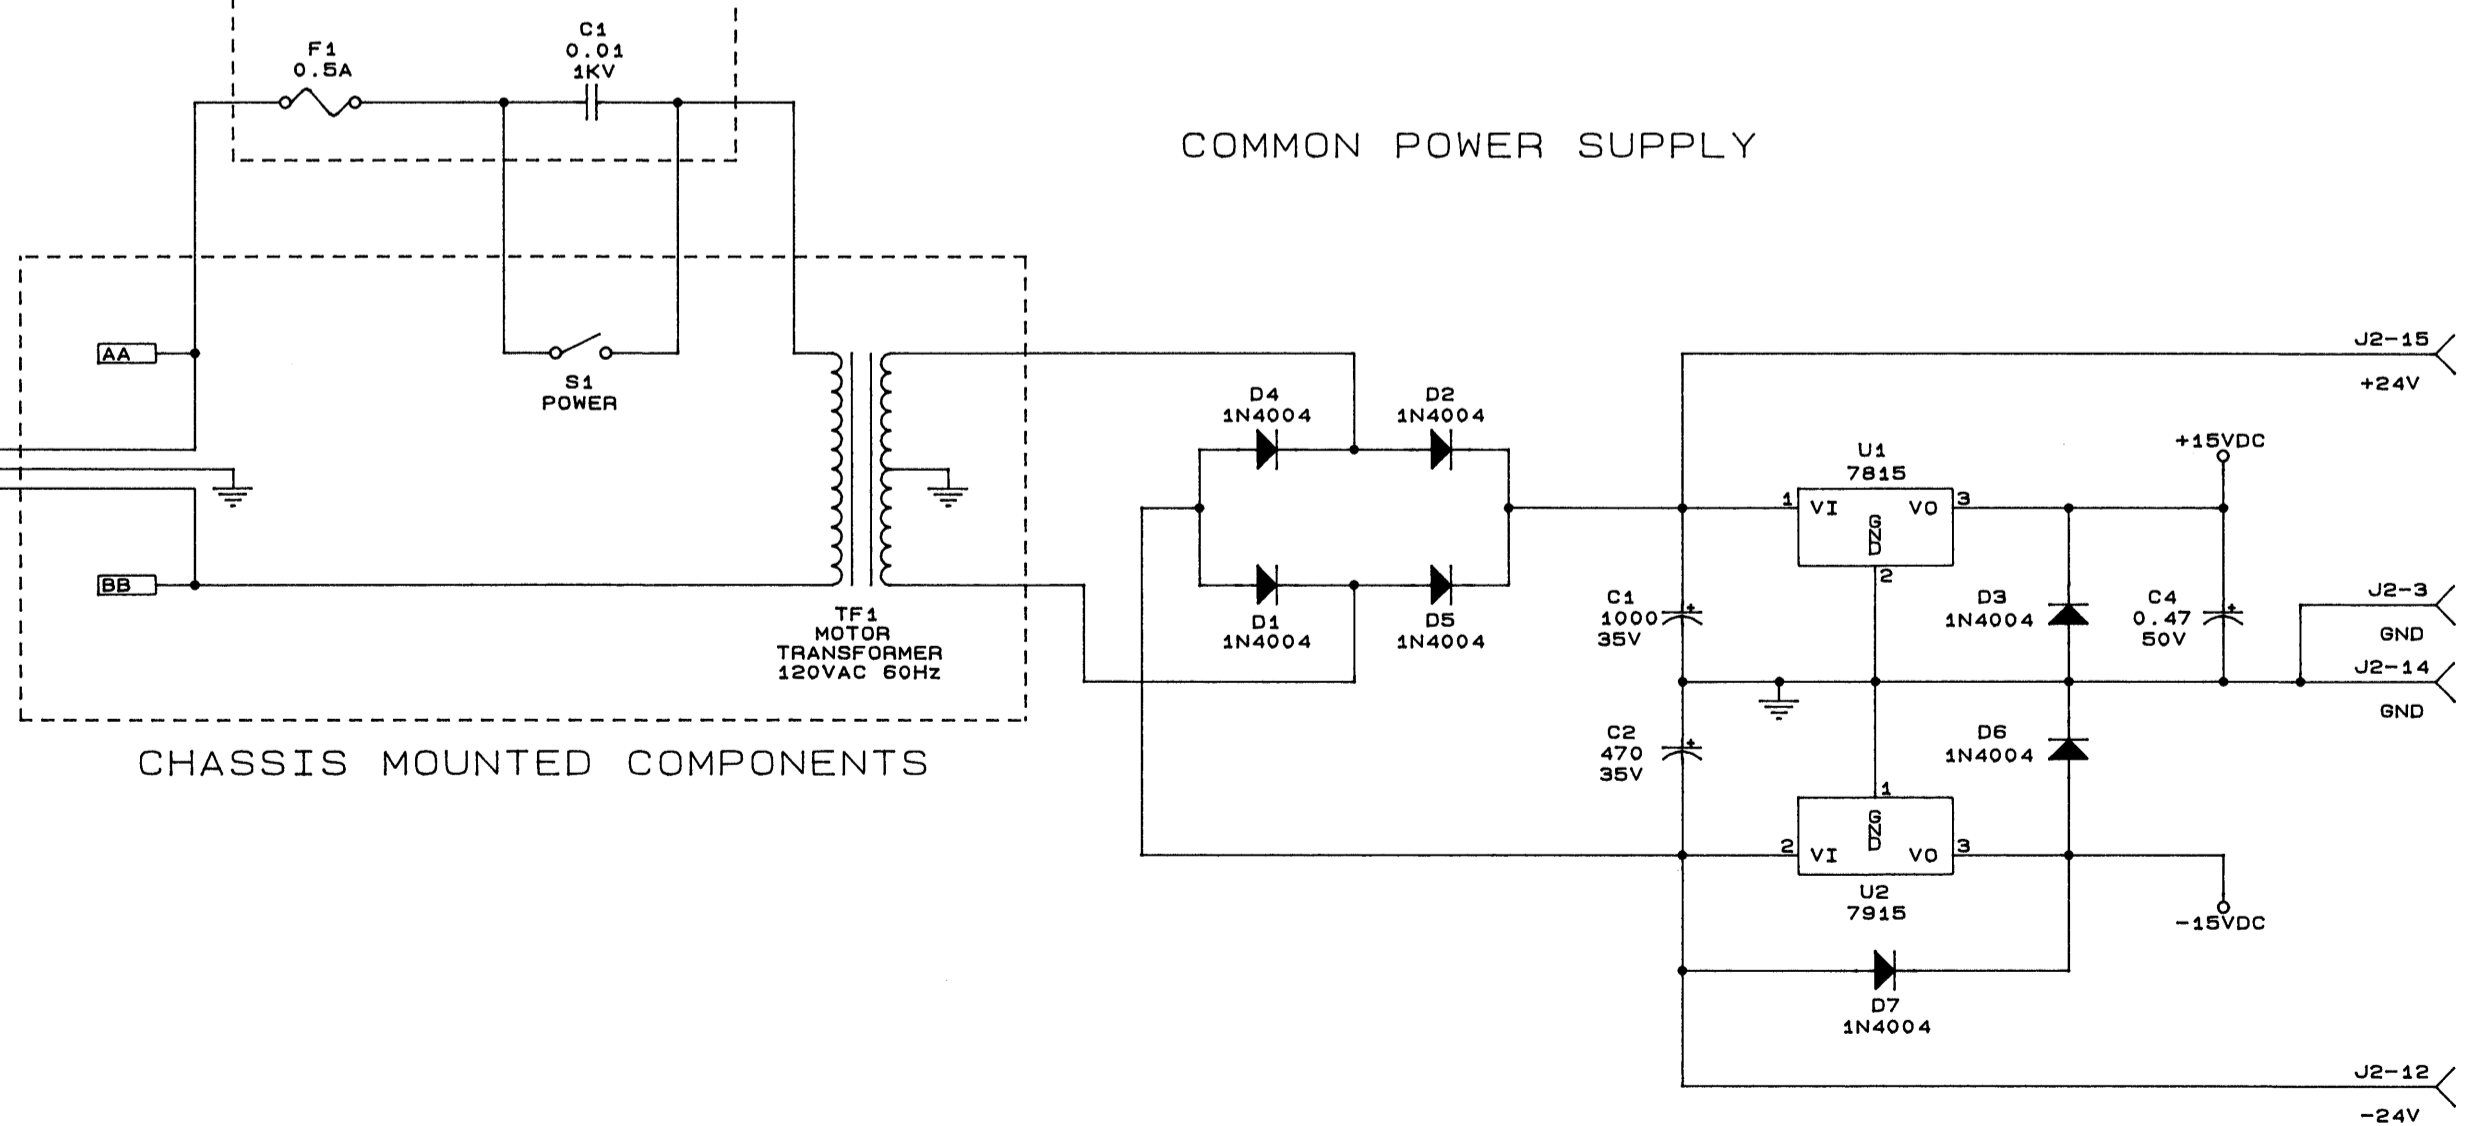 C1
0.01
1KV
F1
0.5A
COMMON POWER SUPPLY
AA
S1
POWER
J2-15
+24V
D4
1N4004
D2
1N4004
+15VDC
U1
7815
1
VI
VO
3
GND
2
BB
TF1
MOTOR
TRANSFORMER
120VAC 60Hz
D1
1N4004
D5
1N4004
C1
1000
35V
+
D3
1N4004
C4
0.47
50V
+
J2-3
GND
J2-14
GND
CHASSIS MOUNTED COMPONENTS
C2
470
35V
+
D6
1N4004
1
GND
2
VI
VO
3
U2
7915
-15VDC
D7
1N4004
J2-12
-24V